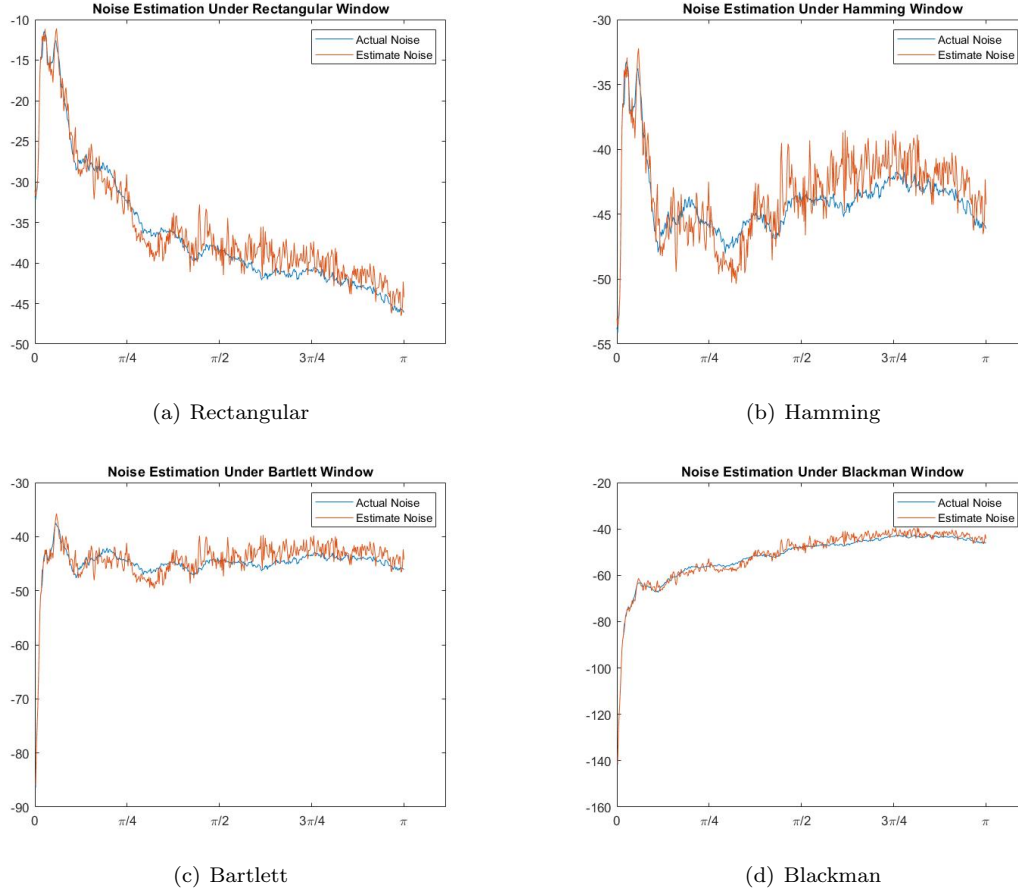 Noise Estimation Under Rectangular Window
Actual Noise
Estimate Noise
-10
-15
-20
-25
-30
-35
-40
-45
-50
0
π/4
π/2
3π/4
π
(a) Rectangular
Noise Estimation Under Hamming Window
Actual Noise
Estimate Noise
-30
-35
-40
-45
-50
-55
0
π/4
π/2
3π/4
π
(b) Hamming
Noise Estimation Under Bartlett Window
Actual Noise
Estimate Noise
-30
-40
-50
-60
-70
-80
-90
0
π/4
π/2
3π/4
π
(c) Bartlett
Noise Estimation Under Blackman Window
Actual Noise
Estimate Noise
-20
-40
-60
-80
-100
-120
-140
-160
0
π/4
π/2
3π/4
π
(d) Blackman